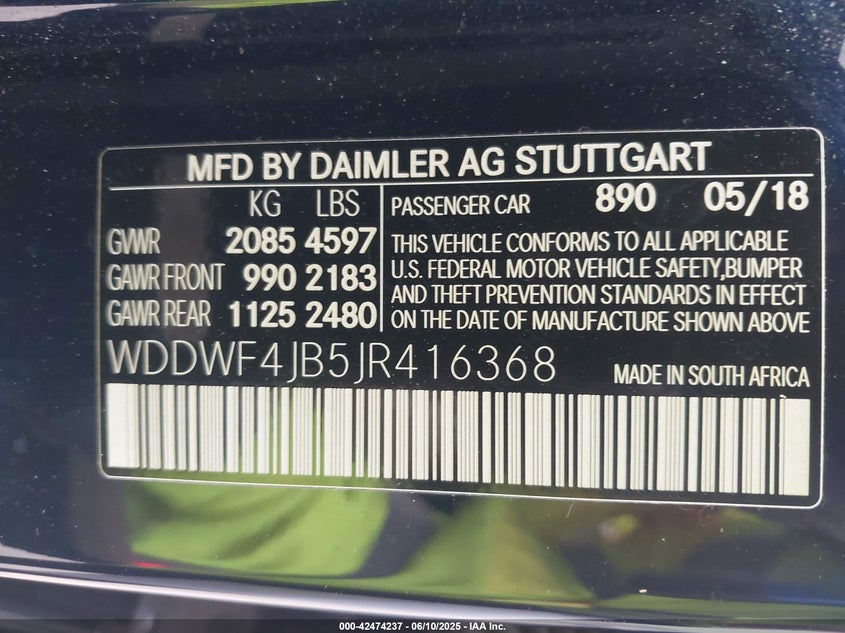 MFD BY DAIMLER AG STUTTGART
KG LBS
GVWR 2085 4597
GAWR FRONT 990 2183
GAWR REAR 1125 2480
PASSENGER CAR 890 05/18
THIS VEHICLE CONFORMS TO ALL APPLICABLE
U.S. FEDERAL MOTOR VEHICLE SAFETY,BUMPER
AND THEFT PREVENTION STANDARDS IN EFFECT
ON THE DATE OF MANUFACTURE SHOWN ABOVE
WDDWF4JB5JR416368 MADE IN SOUTH AFRICA
000-42474237 - 06/10/2025 - IAA Inc.